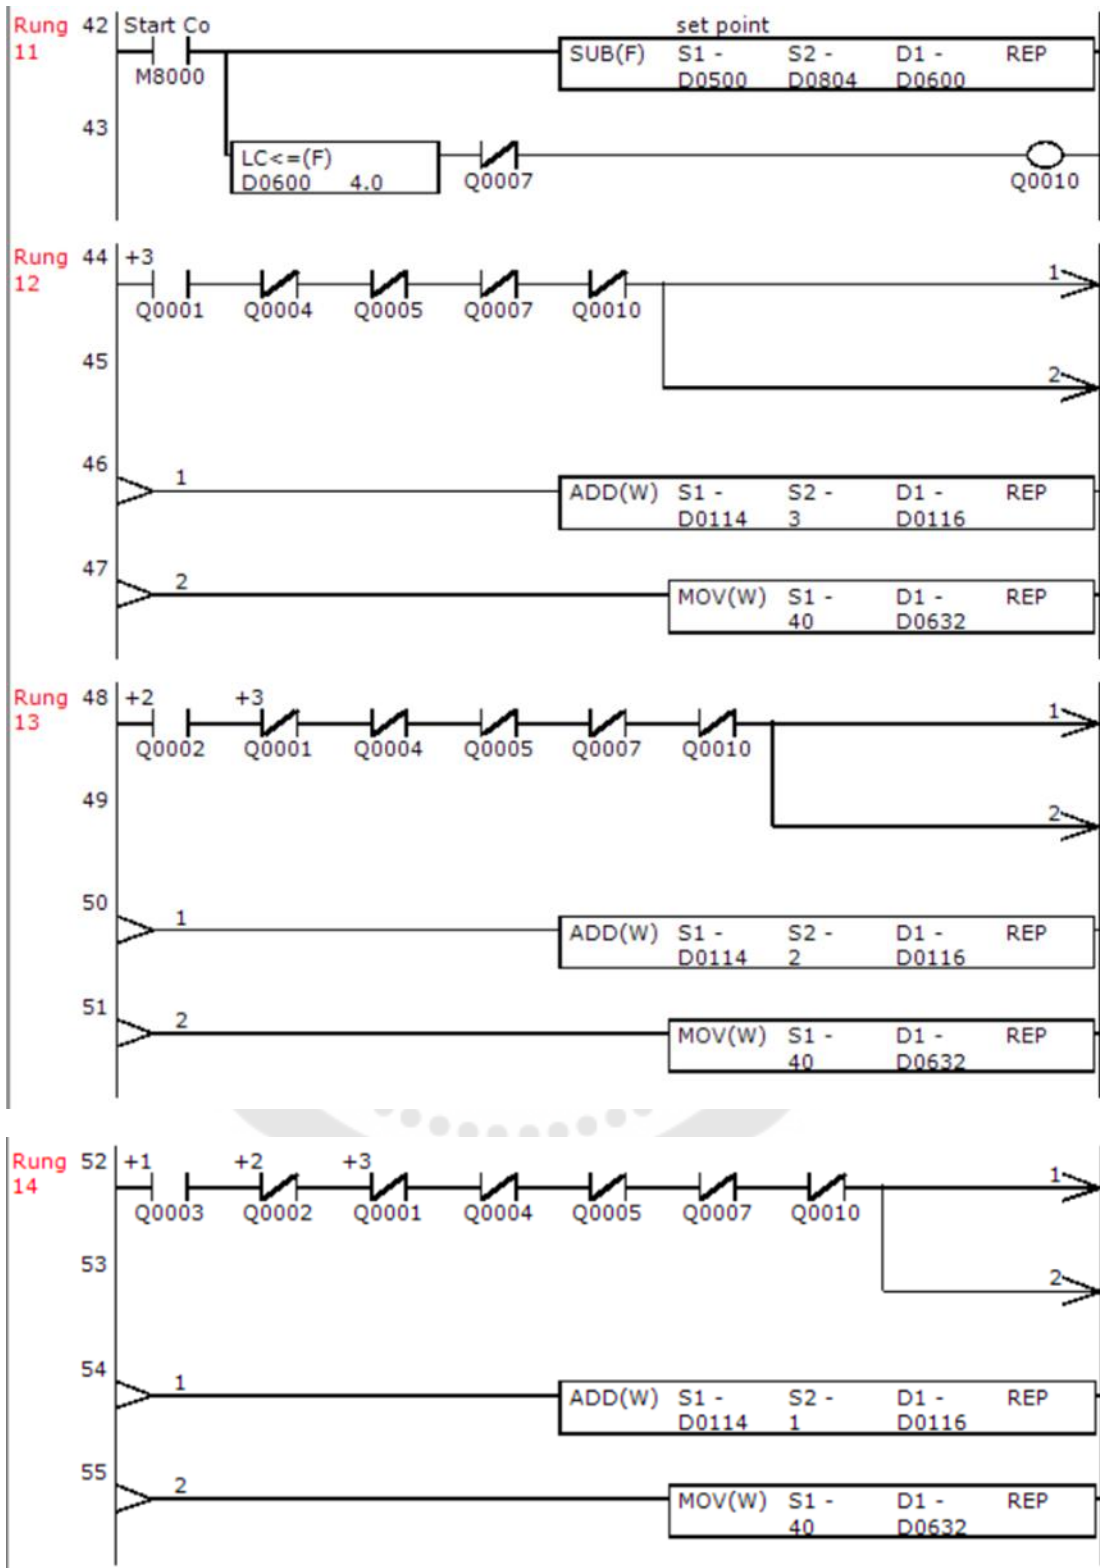 Rung 42 Start Co set point
11 SUB(F) S1 - S2 - D1 - REP
M8000 D0500 D0804 D0600
43
LC<=(F)
D0600 4.0 Q0007 Q0010
Rung 44 +3
12 1
Q0001 Q0004 Q0005 Q0007 Q0010
45
2
46
1 ADD(W) S1 - S2 - D1 - REP
D0114 3 D0116
47
2 MOV(W) S1 - D1 - REP
40 D0632
Rung 48 +2 +3
13 1
Q0002 Q0001 Q0004 Q0005 Q0007 Q0010
49
2
50
1 ADD(W) S1 - S2 - D1 - REP
D0114 2 D0116
51
2 MOV(W) S1 - D1 - REP
40 D0632
Rung 52 +1 +2 +3
14 1
Q0003 Q0002 Q0001 Q0004 Q0005 Q0007 Q0010
53
2
54
1 ADD(W) S1 - S2 - D1 - REP
D0114 1 D0116
55
2 MOV(W) S1 - D1 - REP
40 D0632